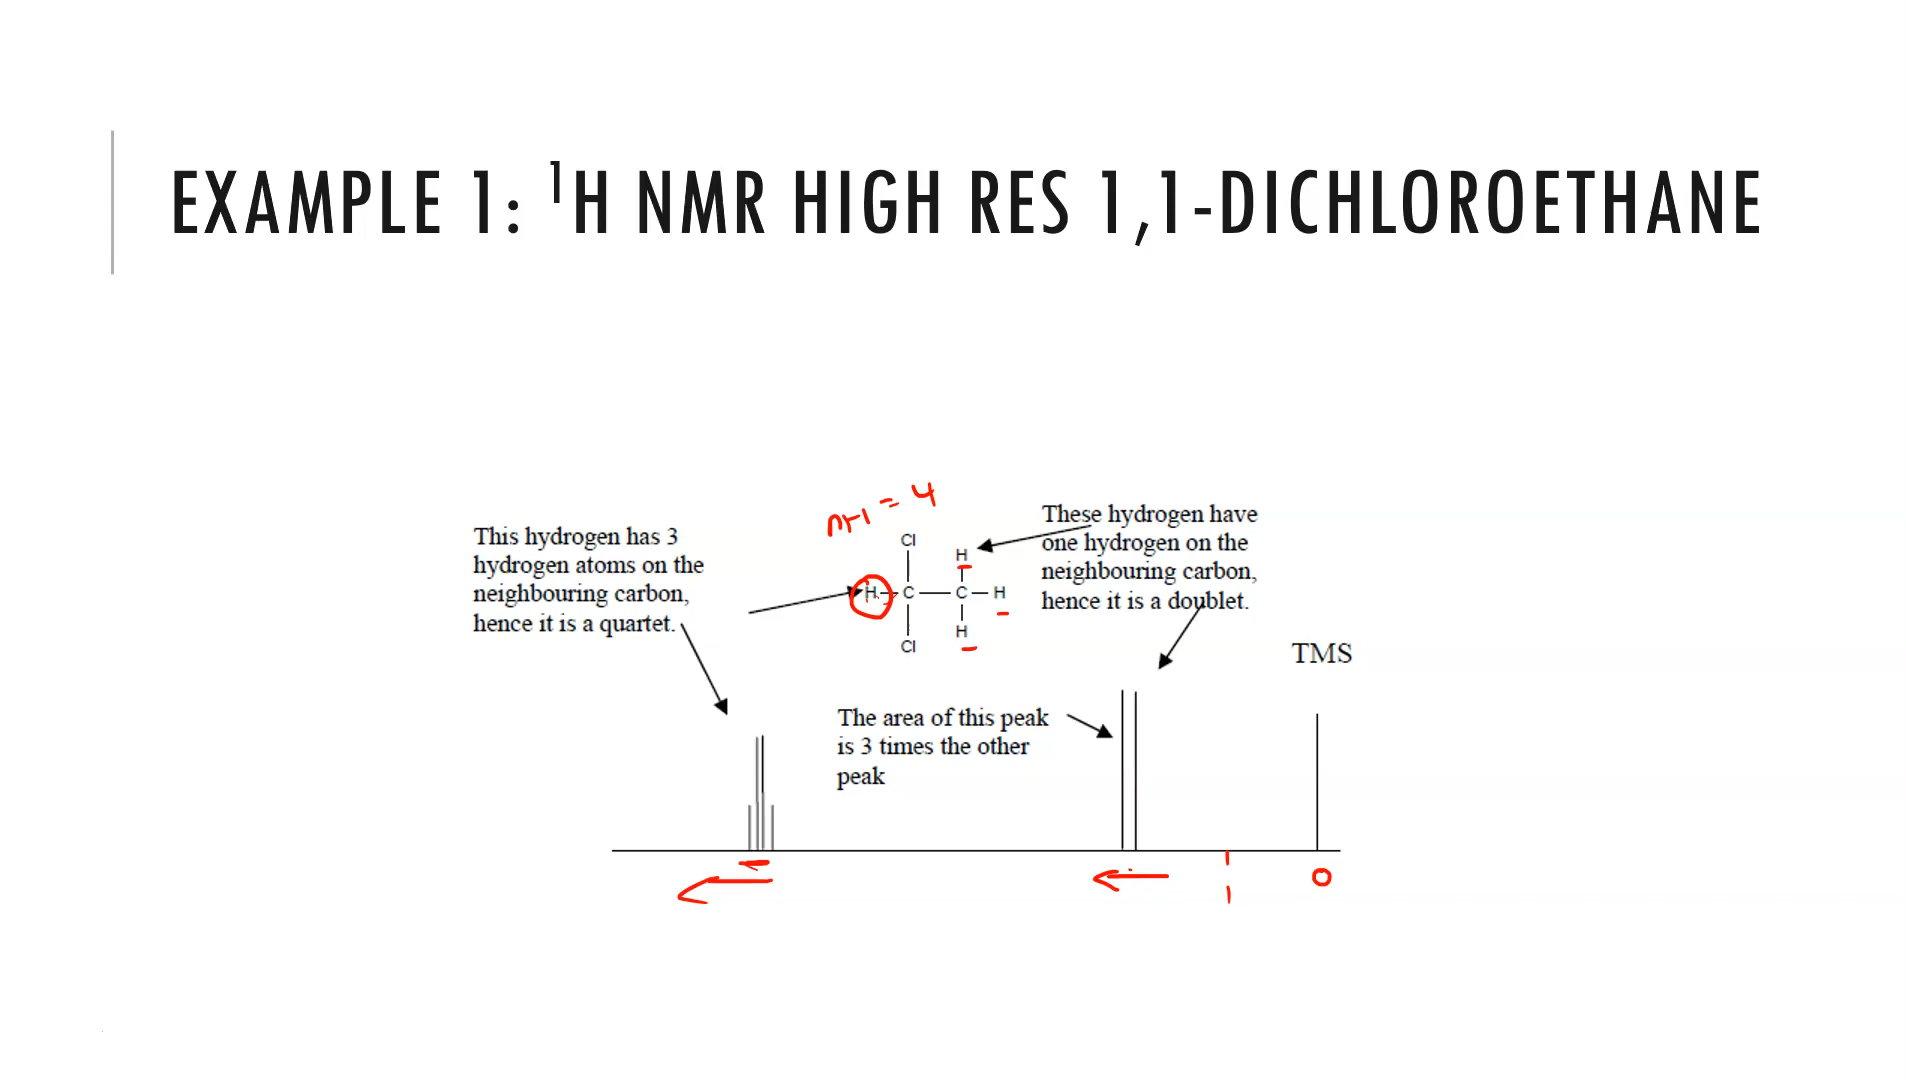 EXAMPLE 1: ¹H NMR HIGH RES 1,1-DICHLOROETHANE
n+1 = 4
This hydrogen has 3
hydrogen atoms on the
neighbouring carbon,
hence it is a quartet.
Cl
H
H C C H
H
Cl
These hydrogen have
one hydrogen on the
neighbouring carbon,
hence it is a doublet.
TMS
The area of this peak
is 3 times the other
peak
1
0